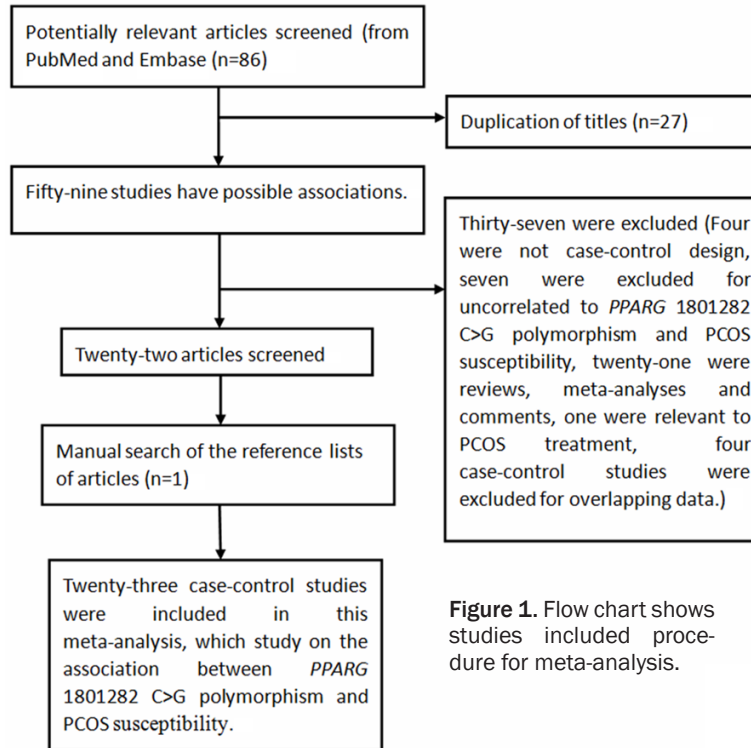 Potentially relevant articles screened (from
PubMed and Embase (n=86)
Duplication of titles (n=27)
Fifty-nine studies have possible associations.
Thirty-seven were excluded (Four
were not case-control design,
seven were excluded for
uncorrelated to PPARG 1801282
C>G polymorphism and PCOS
susceptibility, twenty-one were
reviews, meta-analyses and
comments, one were relevant to
PCOS treatment, four
case-control studies were
excluded for overlapping data.)
Twenty-two articles screened
Manual search of the reference lists
of articles (n=1)
Twenty-three case-control studies
were included in this
meta-analysis, which study on the
association between PPARG
1801282 C>G polymorphism and
PCOS susceptibility.
Figure 1. Flow chart shows
studies included proce-
dure for meta-analysis.